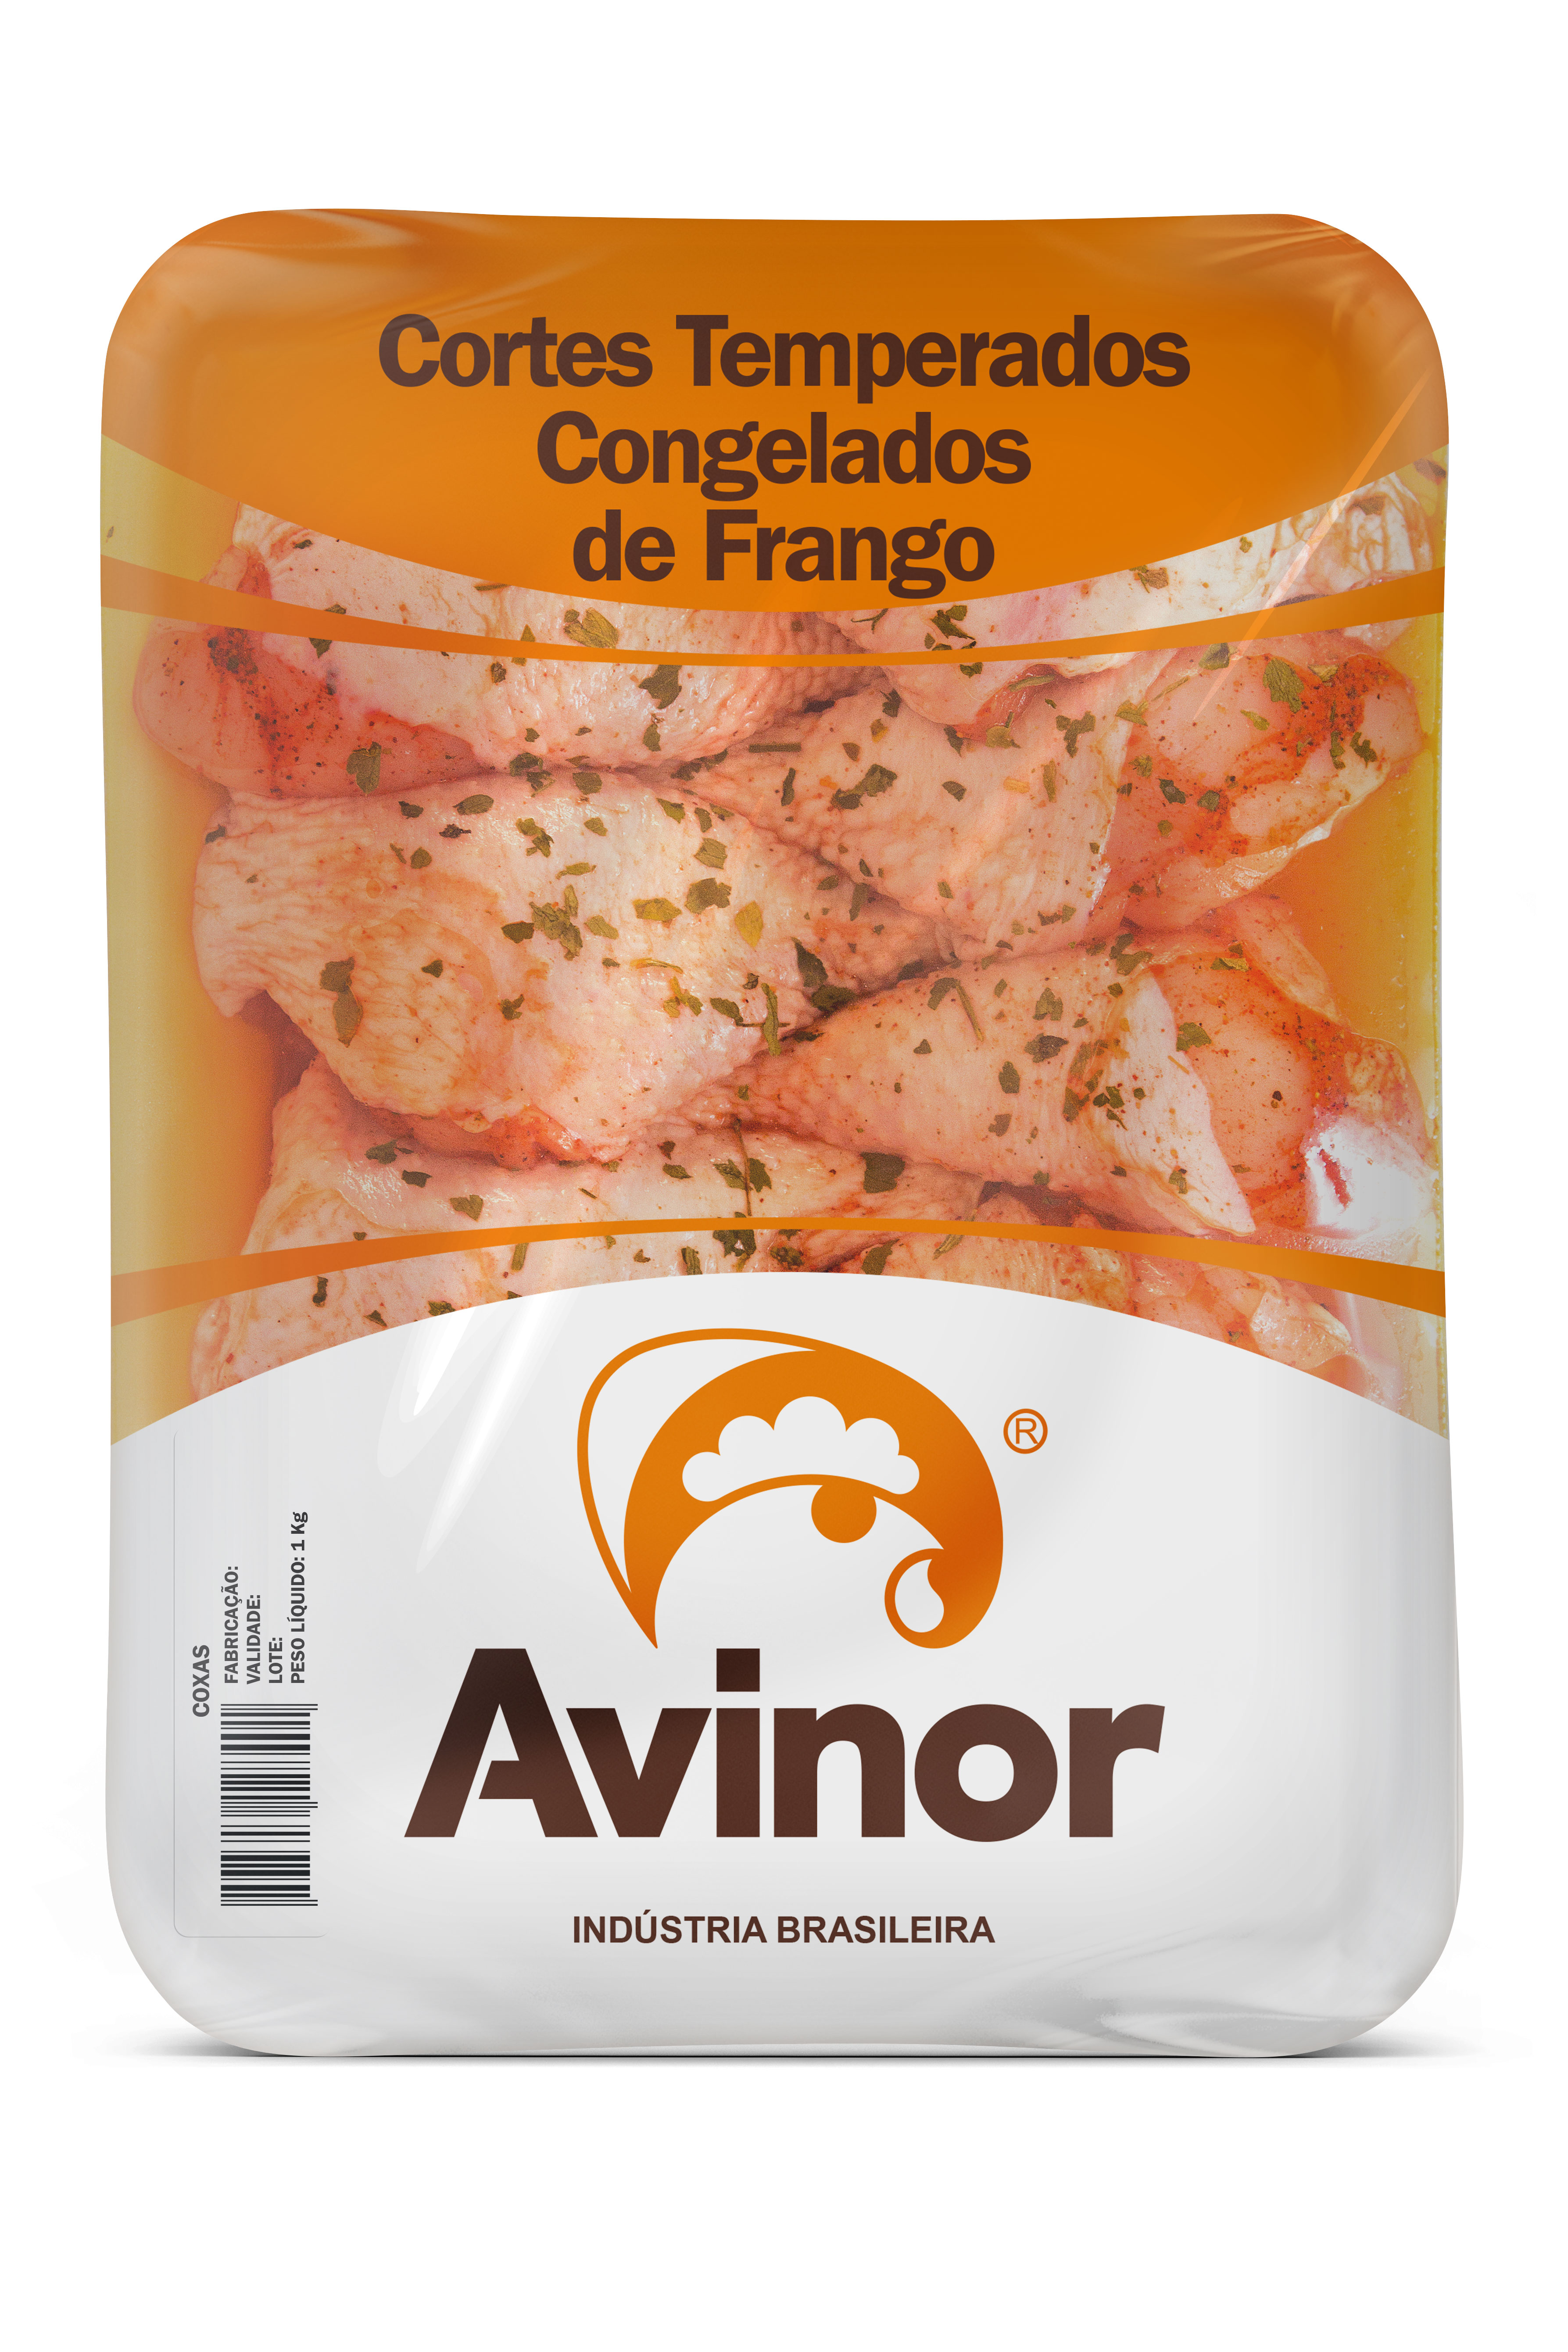 Cortes Temperados
Congelados
de Frango
®
Avinor
INDÚSTRIA BRASILEIRA
COXAS
FABRICAÇÃO:
VALIDADE:
LOTE:
PESO LÍQUIDO: 1 Kg